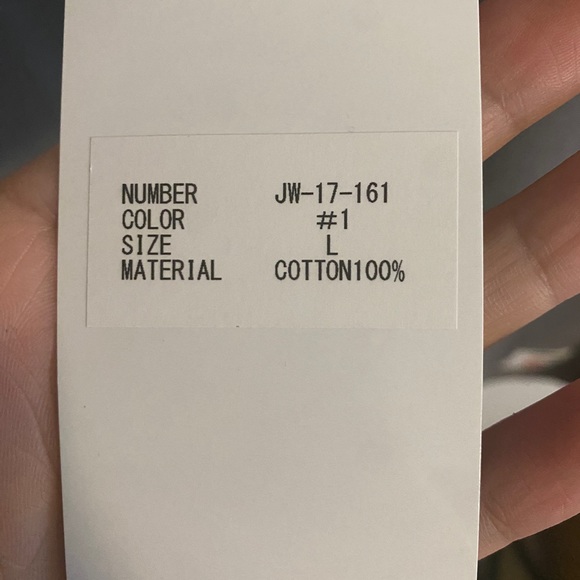 NUMBER JW-17-161
COLOR #1
SIZE L
MATERIAL COTTON100%